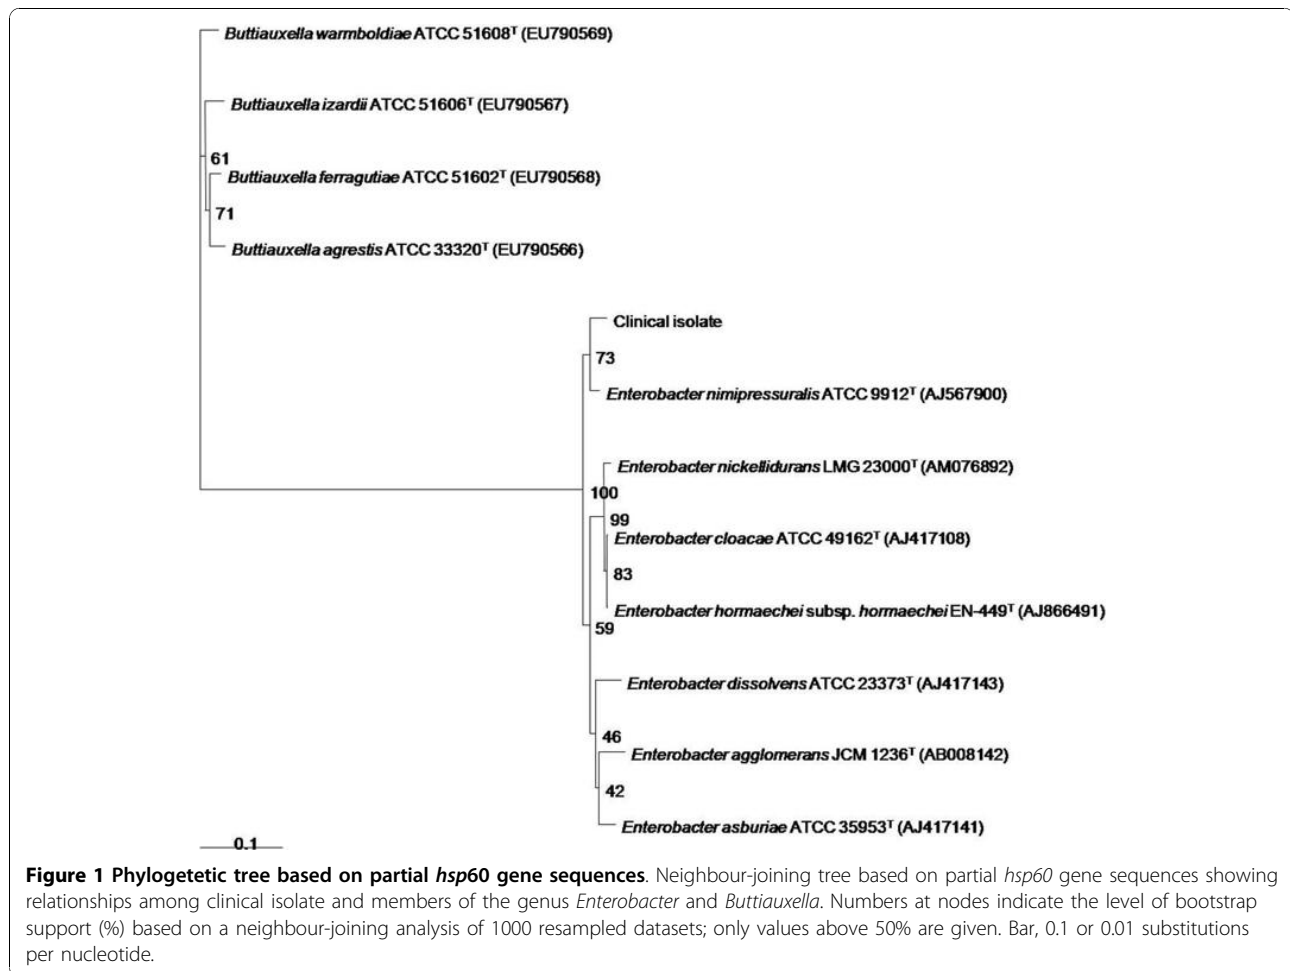 Buttiauxella warmboldiae ATCC 51608ᵀ (EU790569)
Buttiauxella izardii ATCC 51606ᵀ (EU790567)
61
Buttiauxella ferragutiae ATCC 51602ᵀ (EU790568)
71
Buttiauxella agrestis ATCC 33320ᵀ (EU790566)
Clinical isolate
73
Enterobacter nimipressuralis ATCC 9912ᵀ (AJ567900)
Enterobacter nickellidurans LMG 23000ᵀ (AM076892)
100
99
Enterobacter cloacae ATCC 49162ᵀ (AJ417108)
83
Enterobacter hormaechei subsp. hormaechei EN-449ᵀ (AJ866491)
59
Enterobacter dissolvens ATCC 23373ᵀ (AJ417143)
46
Enterobacter agglomerans JCM 1236ᵀ (AB008142)
42
Enterobacter asburiae ATCC 35953ᵀ (AJ417141)
0.1
Figure 1 Phylogetetic tree based on partial hsp60 gene sequences. Neighbour-joining tree based on partial hsp60 gene sequences showing
relationships among clinical isolate and members of the genus Enterobacter and Buttiauxella. Numbers at nodes indicate the level of bootstrap
support (%) based on a neighbour-joining analysis of 1000 resampled datasets; only values above 50% are given. Bar, 0.1 or 0.01 substitutions
per nucleotide.